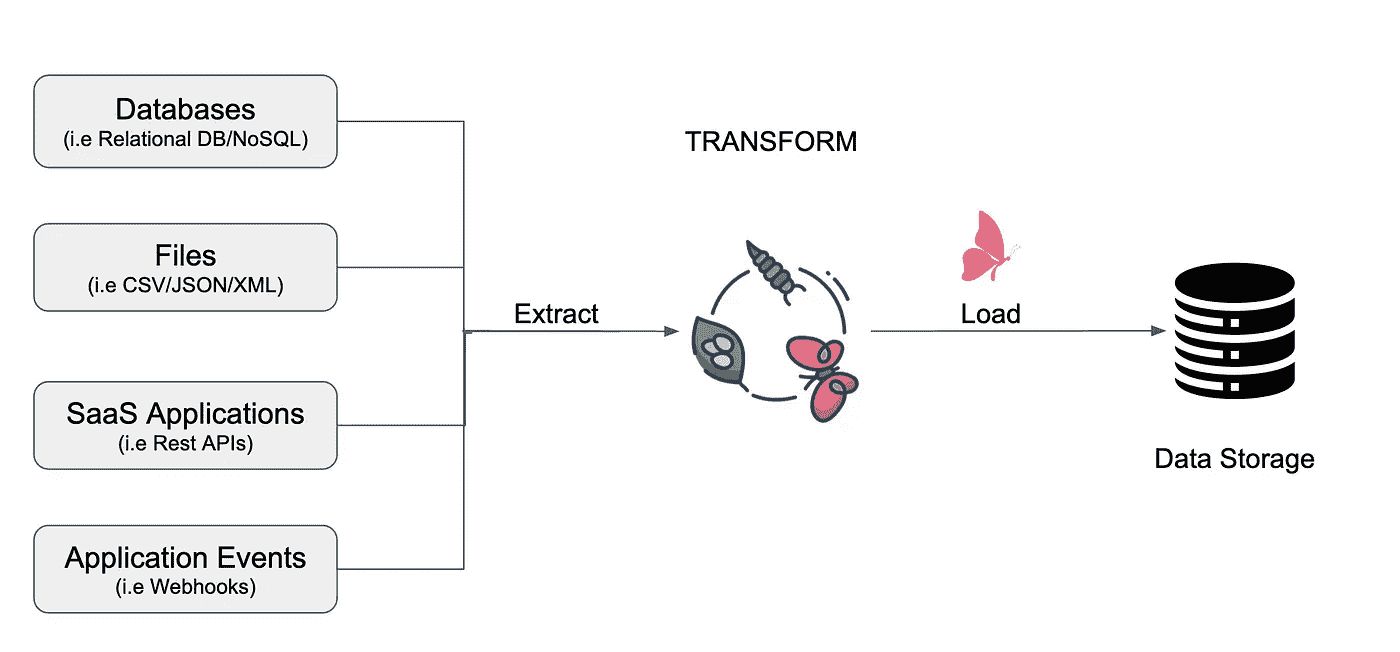 Databases
(i.e Relational DB/NoSQL)
Files
(i.e CSV/JSON/XML)
SaaS Applications
(i.e Rest APIs)
Application Events
(i.e Webhooks)
Extract
TRANSFORM
Load
Data Storage